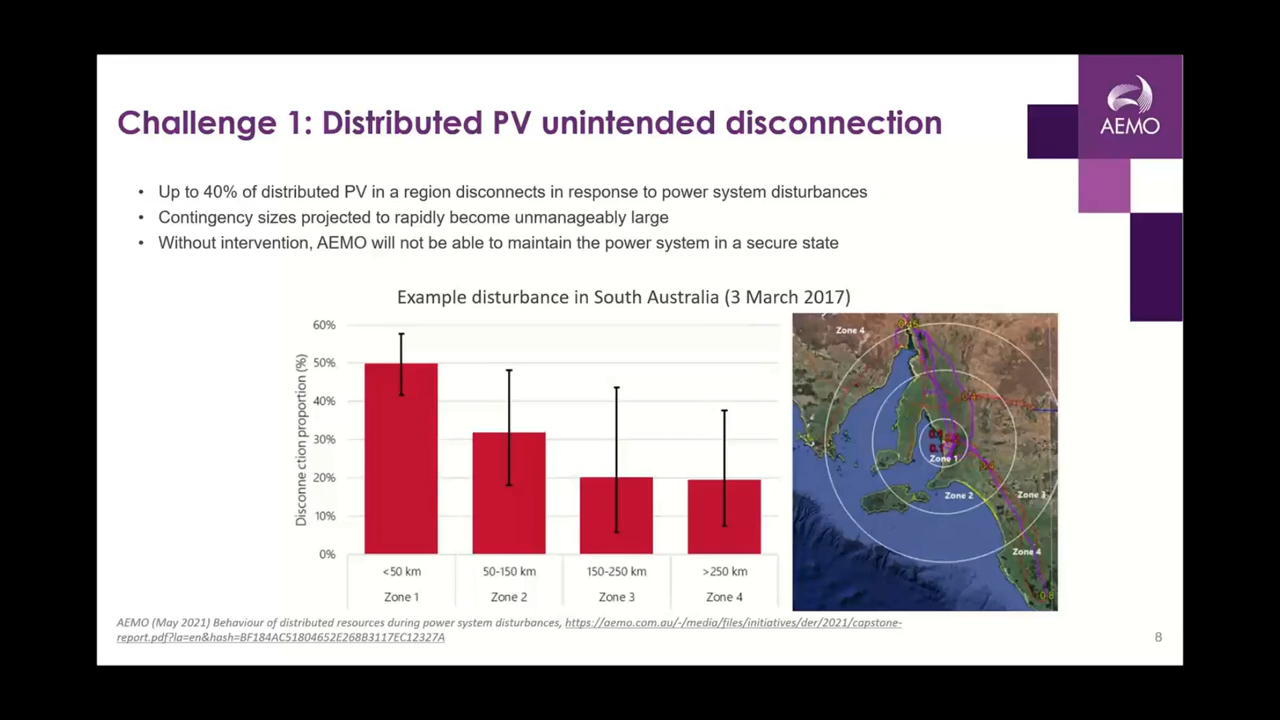 AEMO
Challenge 1: Distributed PV unintended disconnection
• Up to 40% of distributed PV in a region disconnects in response to power system disturbances
• Contingency sizes projected to rapidly become unmanageably large
• Without intervention, AEMO will not be able to maintain the power system in a secure state
Example disturbance in South Australia (3 March 2017)
Disconnection proportion (%)
60%
50%
40%
30%
20%
10%
0%
<50 km
50-150 km
150-250 km
>250 km
Zone 1
Zone 2
Zone 3
Zone 4
Zone 4
Zone 1
Zone 2
Zone 3
Zone 4
AEMO (May 2021) Behaviour of distributed resources during power system disturbances, https://aemo.com.au/-/media/files/initiatives/der/2021/capstone-
report.pdf?la=en&hash=BF184AC51804652E268B3117EC12327A
8